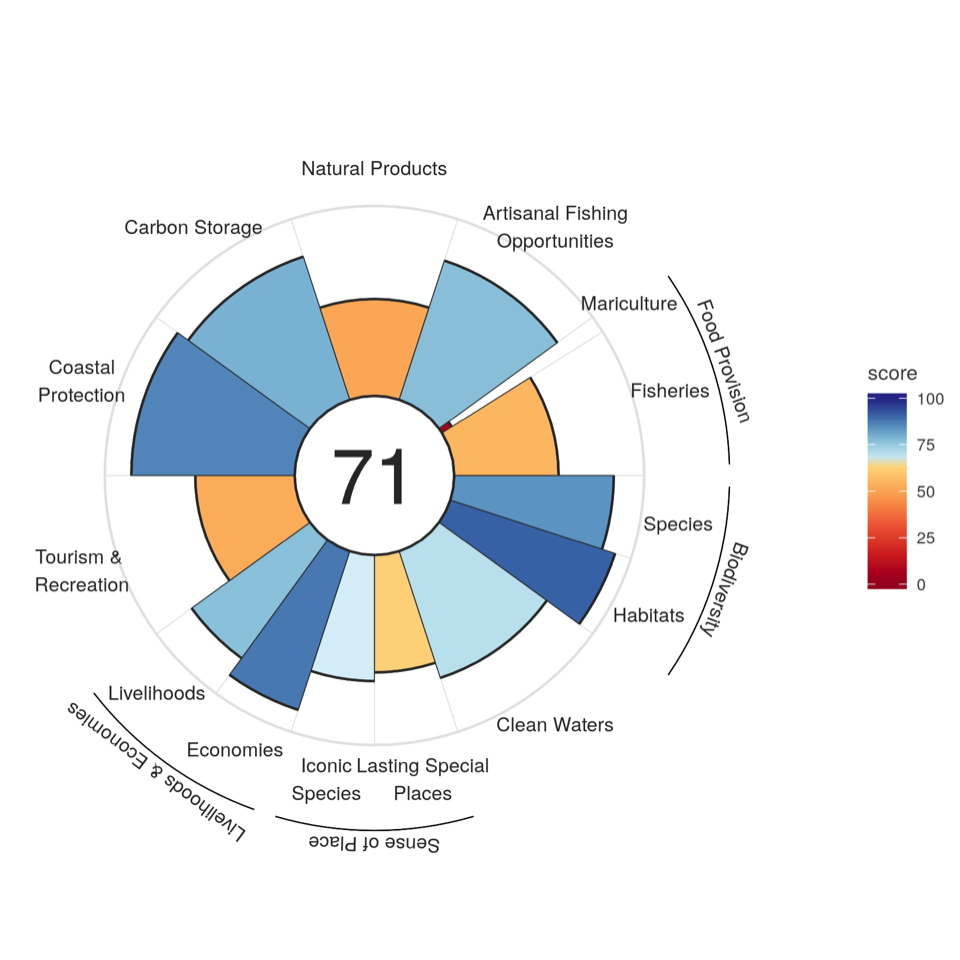 Natural Products
Artisanal Fishing
Opportunities
Carbon Storage
Mariculture
Food Provision
Coastal
Protection
Fisheries
score
100
75
50
25
0
71
Species
Biodiversity
Tourism &
Recreation
Habitats
Livelihoods
Clean Waters
Livelihoods & Economies
Economies
Iconic
Species
Lasting Special
Places
Sense of Place